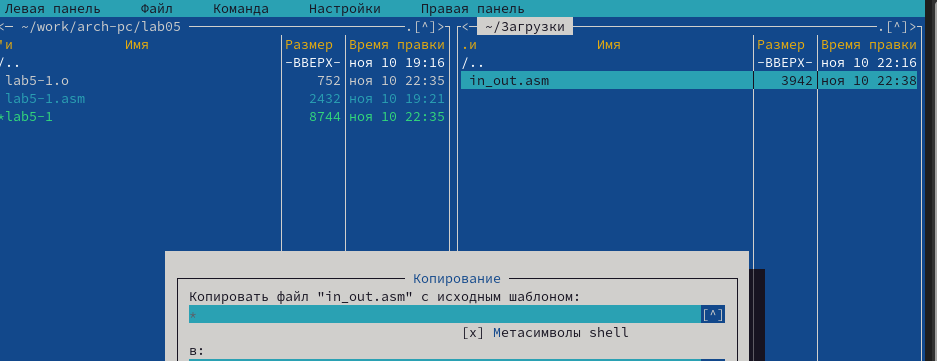 Левая панель Файл Команда Настройки Правая панель
<─ ~/work/arch-pc/lab05 .[^]>
'и Имя Размер Время правки
/.. -ВВЕРХ- ноя 10 19:16
lab5-1.o 752 ноя 10 22:35
lab5-1.asm 2432 ноя 10 19:21
*lab5-1 8744 ноя 10 22:35
<─ ~/Загрузки .[^]>
.и Имя Размер Время правки
/.. -ВВЕРХ- ноя 10 22:16
in_out.asm 3942 ноя 10 22:38
Копирование
Копировать файл "in_out.asm" с исходным шаблоном:
* [^]
[x] Метасимволы shell
в: